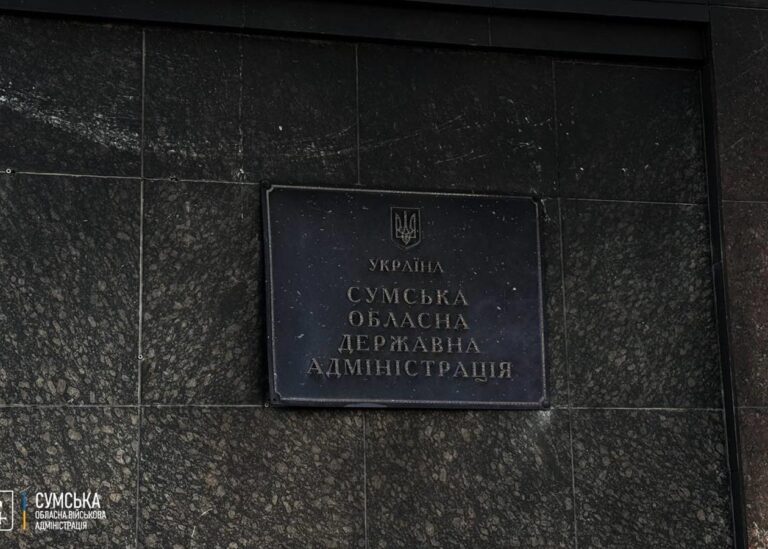 УКРАЇНА
СУМСЬКА
ОБЛАСНА
ДЕРЖАВНА
АДМІНІСТРАЦІЯ
СУМСЬКА
ОБЛАСНА ВІЙСЬКОВА
АДМІНІСТРАЦІЯ